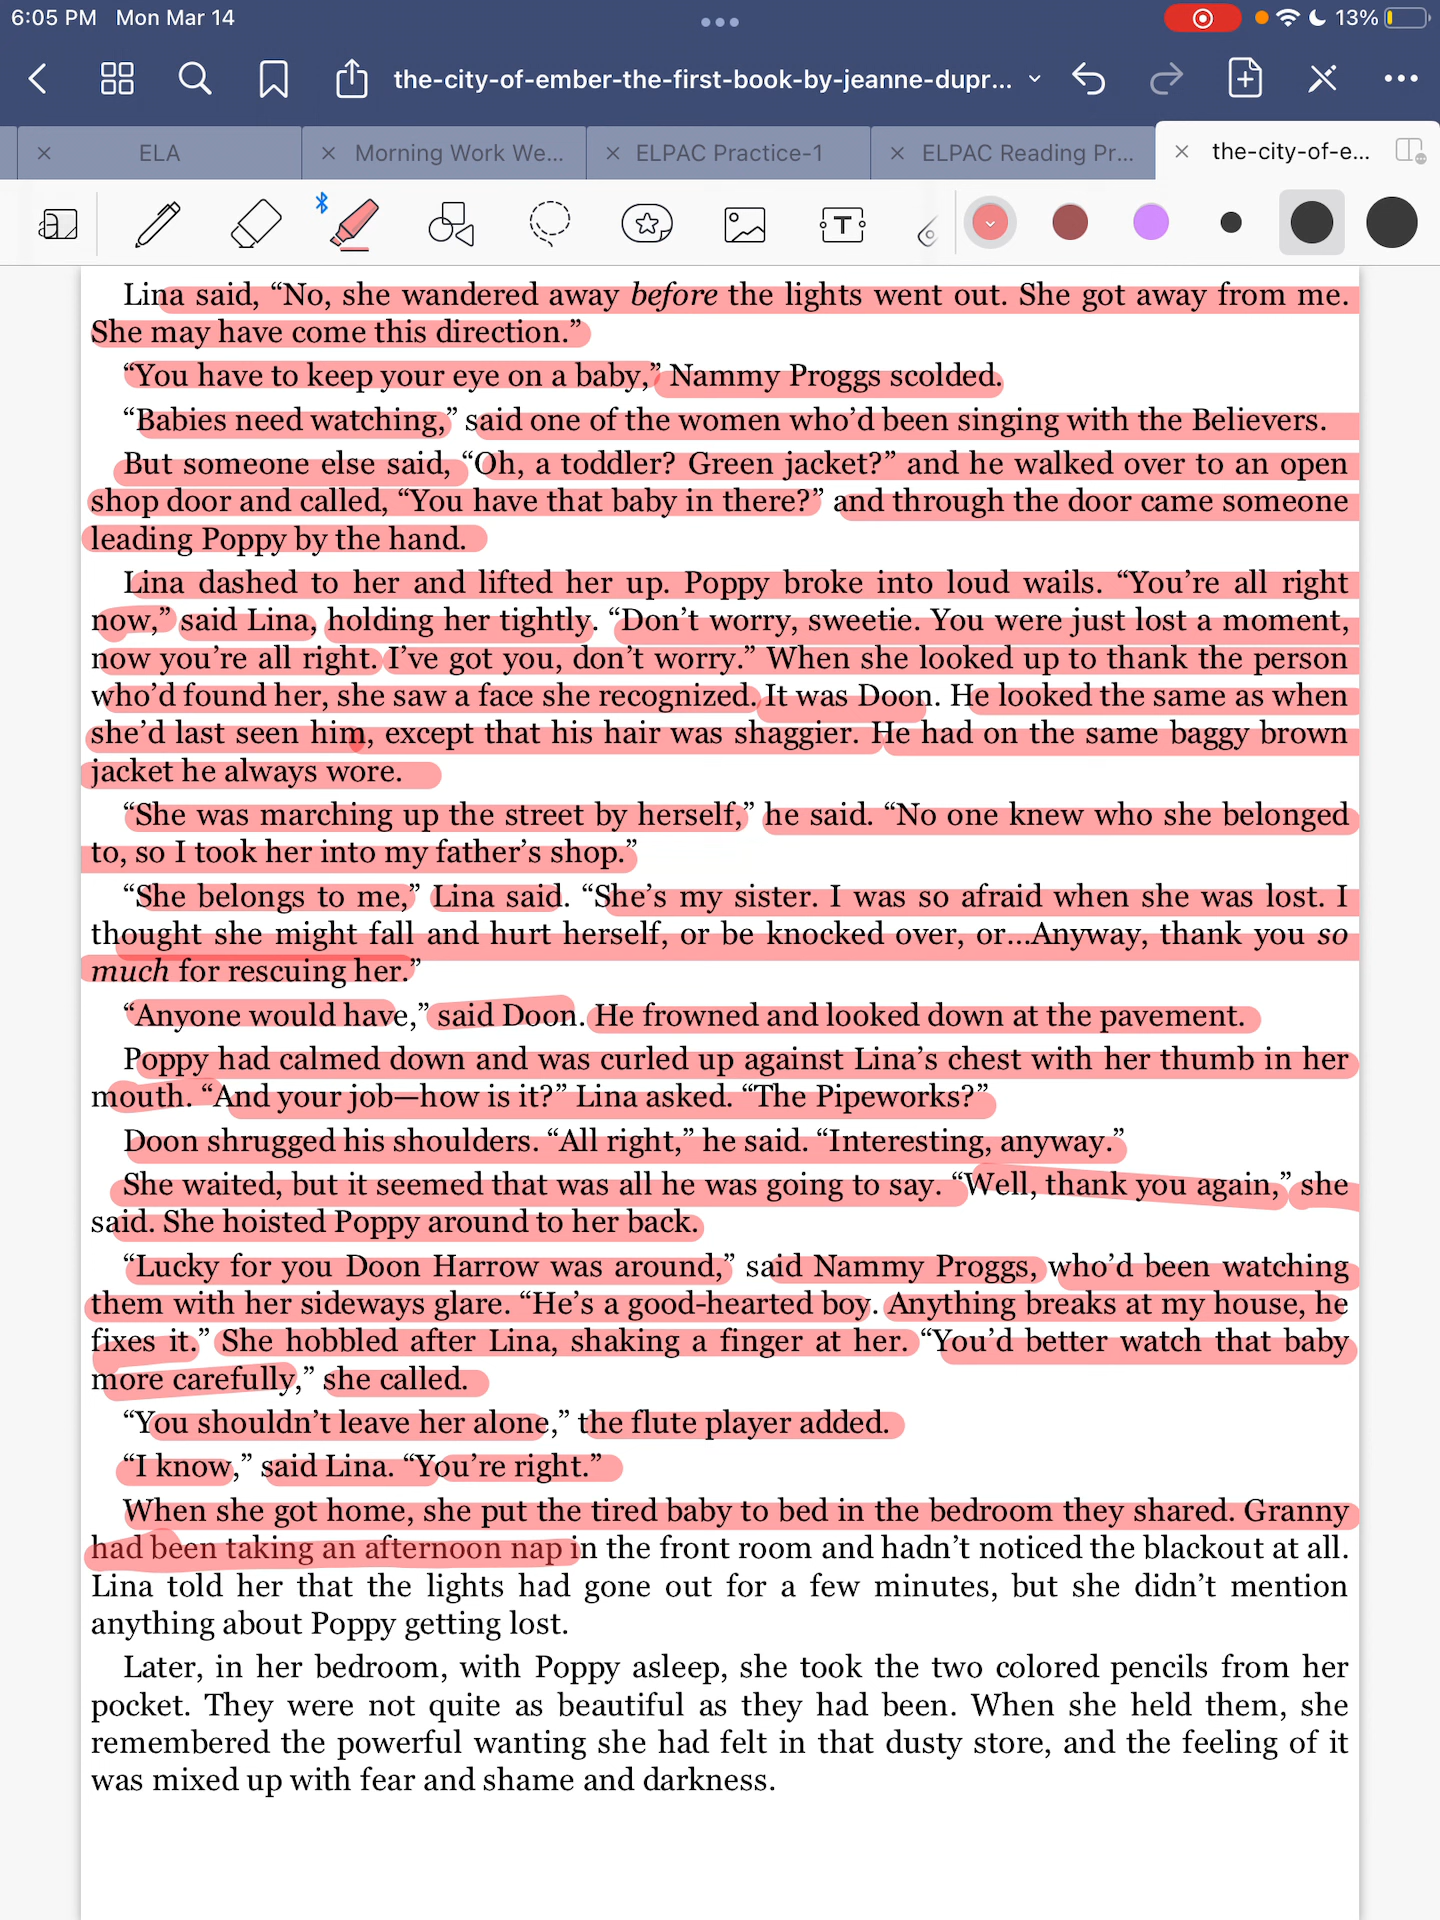 6:05 PM Mon Mar 14
13%
the-city-of-ember-the-first-book-by-jeanne-dupr...
ELA
Morning Work We...
ELPAC Practice-1
ELPAC Reading Pr...
the-city-of-e...
Lina said, “No, she wandered away before the lights went out. She got away from me.
She may have come this direction.”
“You have to keep your eye on a baby,” Nammy Proggs scolded.
“Babies need watching,” said one of the women who’d been singing with the Believers.
But someone else said, “Oh, a toddler? Green jacket?” and he walked over to an open
shop door and called, “You have that baby in there?” and through the door came someone
leading Poppy by the hand.
Lina dashed to her and lifted her up. Poppy broke into loud wails. “You’re all right
now,” said Lina, holding her tightly. “Don’t worry, sweetie. You were just lost a moment,
now you’re all right. I’ve got you, don’t worry.” When she looked up to thank the person
who’d found her, she saw a face she recognized. It was Doon. He looked the same as when
she’d last seen him, except that his hair was shaggier. He had on the same baggy brown
jacket he always wore.
“She was marching up the street by herself,” he said. “No one knew who she belonged
to, so I took her into my father’s shop.”
“She belongs to me,” Lina said. “She’s my sister. I was so afraid when she was lost. I
thought she might fall and hurt herself, or be knocked over, or...Anyway, thank you so
much for rescuing her.”
“Anyone would have,” said Doon. He frowned and looked down at the pavement.
Poppy had calmed down and was curled up against Lina’s chest with her thumb in her
mouth. “And your job—how is it?” Lina asked. “The Pipeworks?”
Doon shrugged his shoulders. “All right,” he said. “Interesting, anyway.”
She waited, but it seemed that was all he was going to say. “Well, thank you again,” she
said. She hoisted Poppy around to her back.
“Lucky for you Doon Harrow was around,” said Nammy Proggs, who’d been watching
them with her sideways glare. “He’s a good-hearted boy. Anything breaks at my house, he
fixes it.” She hobbled after Lina, shaking a finger at her. “You’d better watch that baby
more carefully,” she called.
“You shouldn’t leave her alone,” the flute player added.
“I know,” said Lina. “You’re right.”
When she got home, she put the tired baby to bed in the bedroom they shared. Granny
had been taking an afternoon nap in the front room and hadn’t noticed the blackout at all.
Lina told her that the lights had gone out for a few minutes, but she didn’t mention
anything about Poppy getting lost.
Later, in her bedroom, with Poppy asleep, she took the two colored pencils from her
pocket. They were not quite as beautiful as they had been. When she held them, she
remembered the powerful wanting she had felt in that dusty store, and the feeling of it
was mixed up with fear and shame and darkness.